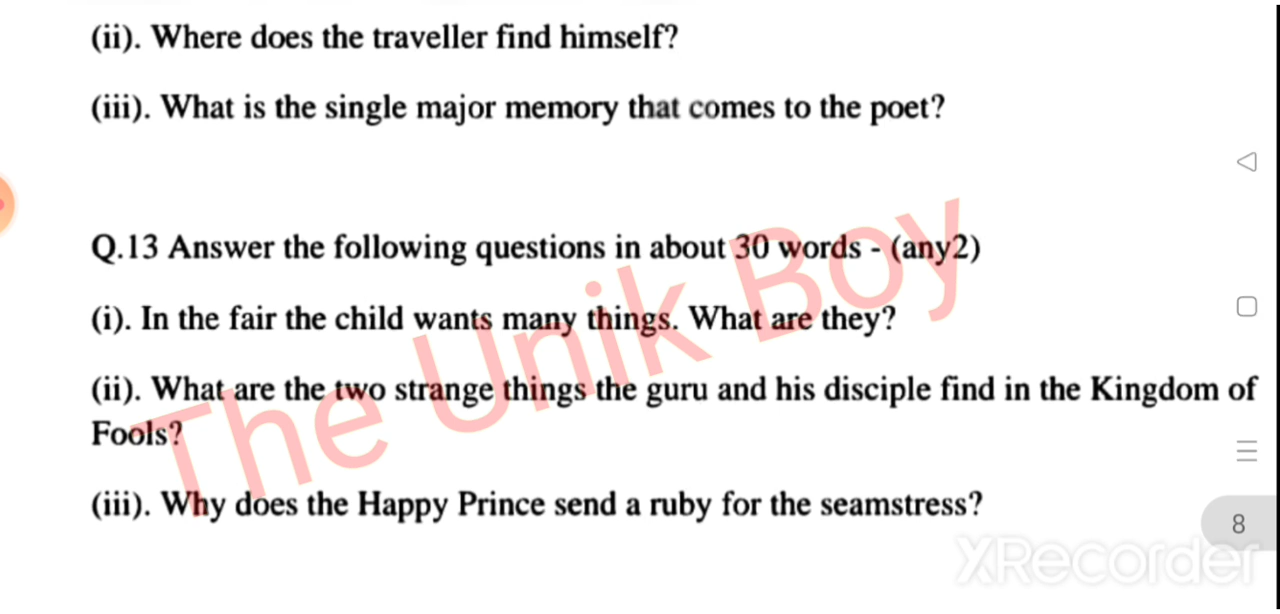 (ii). Where does the traveller find himself?
(iii). What is the single major memory that comes to the poet?
Q.13 Answer the following questions in about 30 words - (any2)
(i). In the fair the child wants many things. What are they?
(ii). What are the two strange things the guru and his disciple find in the Kingdom of
Fools?
(iii). Why does the Happy Prince send a ruby for the seamstress?
The Unik Boy
8
XRecorder